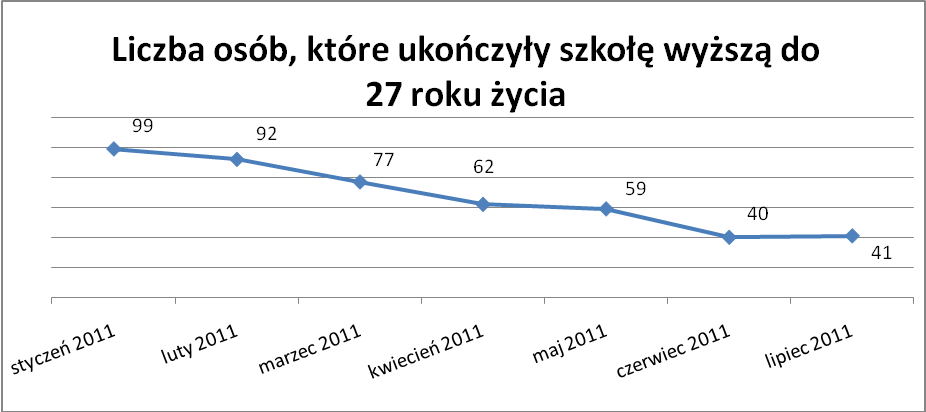 Liczba osób, które ukończyły szkołę wyższą do
27 roku życia
99
92
77
62
59
40
41
styczeń 2011
luty 2011
marzec 2011
kwiecień 2011
maj 2011
czerwiec 2011
lipiec 2011